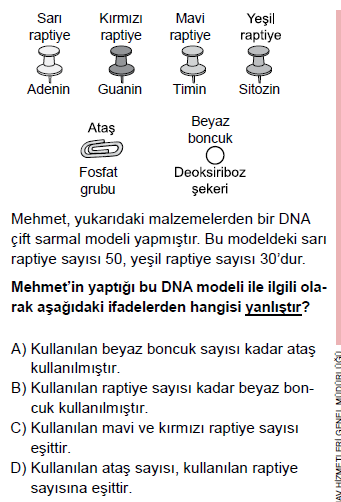 Sarı raptiye Kırmızı raptiye Mavi raptiye Yeşil raptiye
Adenin Guanin Timin Sitozin
Ataş Beyaz boncuk
Fosfat grubu Deoksiriboz şekeri
Mehmet, yukarıdaki malzemelerden bir DNA
çift sarmal modeli yapmıştır. Bu modeldeki sarı
raptiye sayısı 50, yeşil raptiye sayısı 30'dur.
Mehmet'in yaptığı bu DNA modeli ile ilgili ola-
rak aşağıdaki ifadelerden hangisi yanlıştır?
A) Kullanılan beyaz boncuk sayısı kadar ataş
kullanılmıştır.
B) Kullanılan raptiye sayısı kadar beyaz bon-
cuk kullanılmıştır.
C) Kullanılan mavi ve kırmızı raptiye sayısı
eşittir.
D) Kullanılan ataş sayısı, kullanılan raptiye
sayısına eşittir.
HİZMETLERİ GENEL MÜDÜRLÜĞÜ